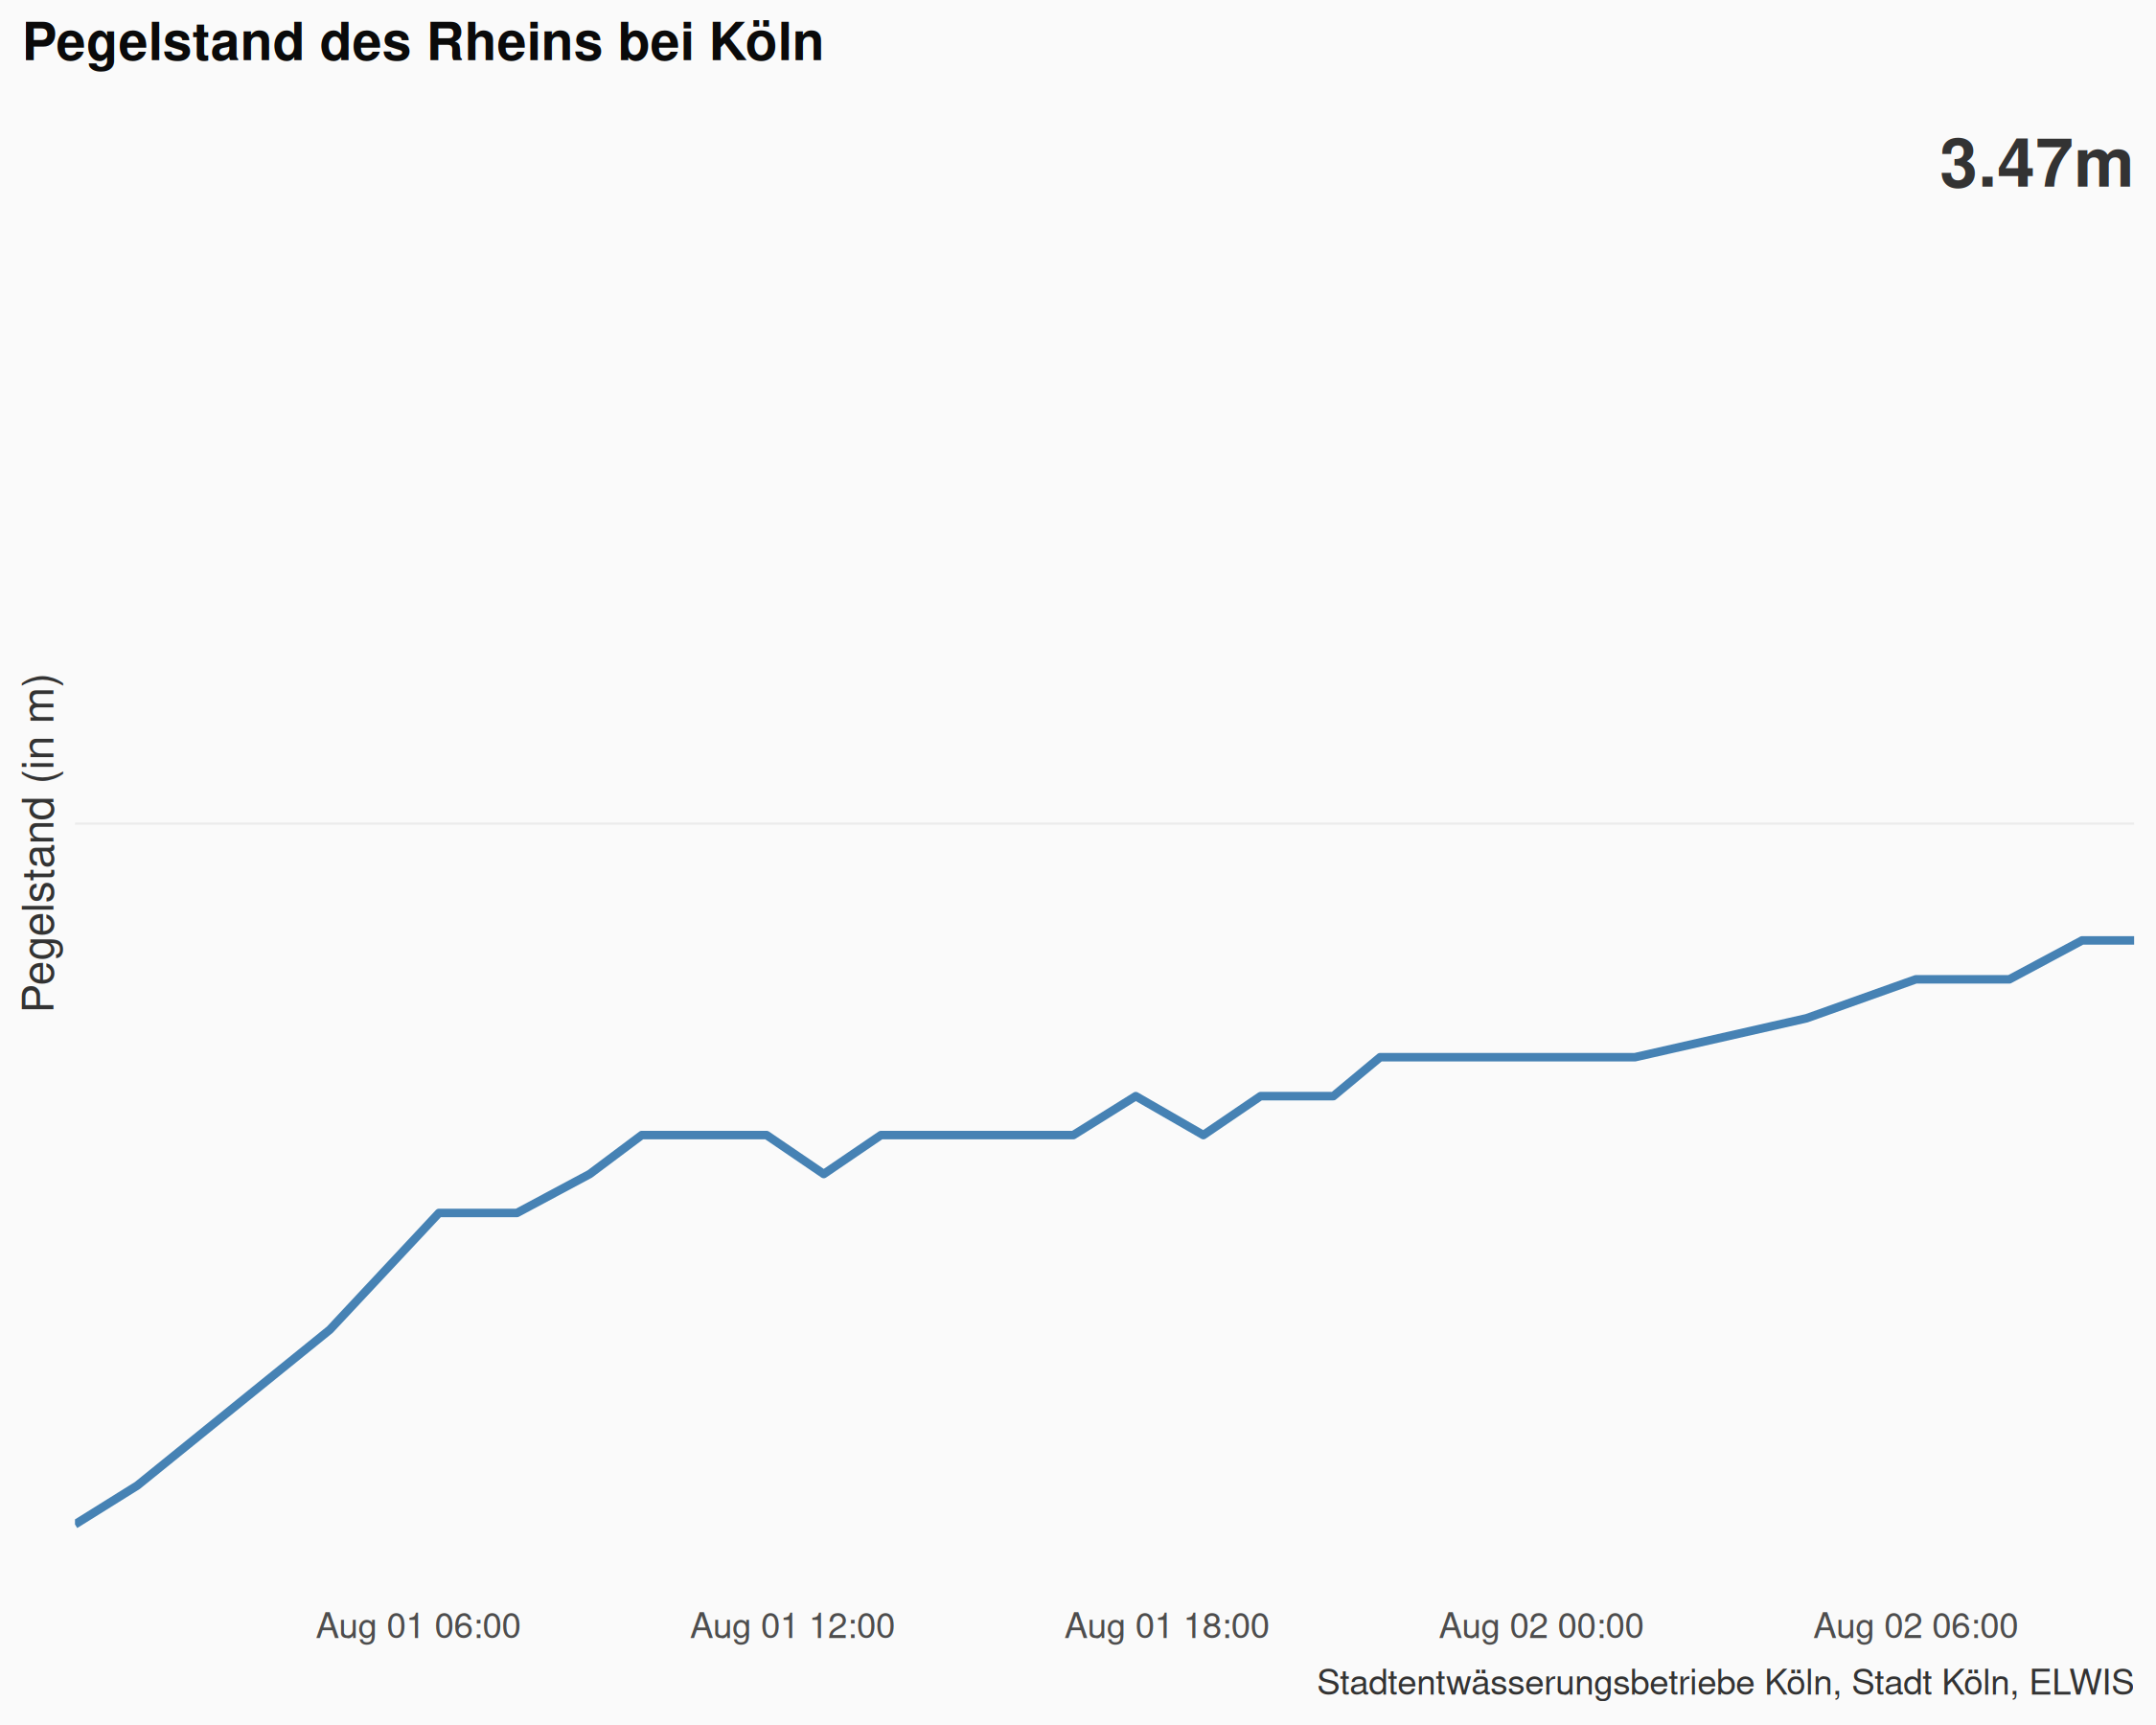 Pegelstand des Rheins bei Köln
3.47m
Pegelstand (in m)
Aug 01 06:00
Aug 01 12:00
Aug 01 18:00
Aug 02 00:00
Aug 02 06:00
Stadtentwässerungsbetriebe Köln, Stadt Köln, ELWIS